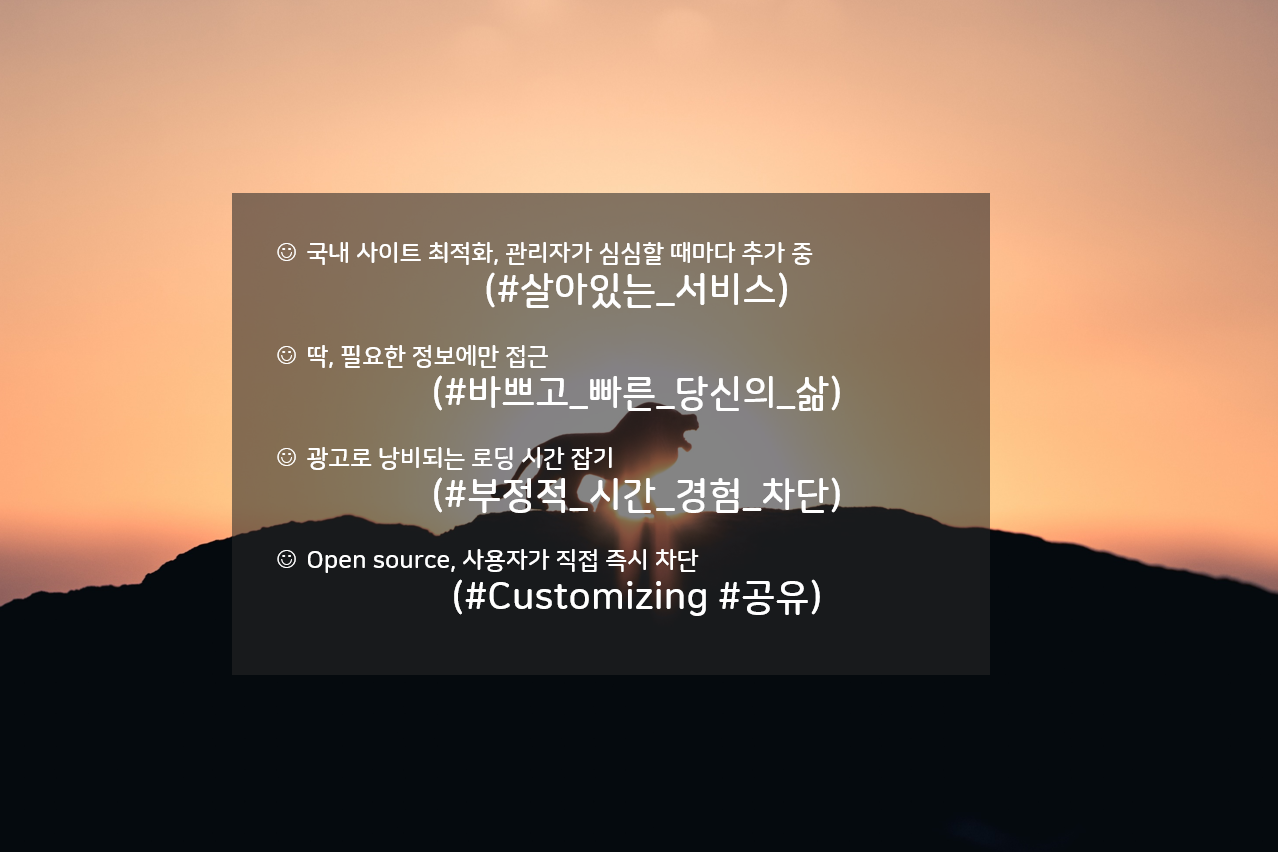 ☺ 국내 사이트 최적화, 관리자가 심심할 때마다 추가 중
(#살아있는_서비스)
☺ 딱, 필요한 정보에만 접근
(#바쁘고_빠른_당신의_삶)
☺ 광고로 낭비되는 로딩 시간 잡기
(#부정적_시간_경험_차단)
☺ Open source, 사용자가 직접 즉시 차단
(#Customizing #공유)